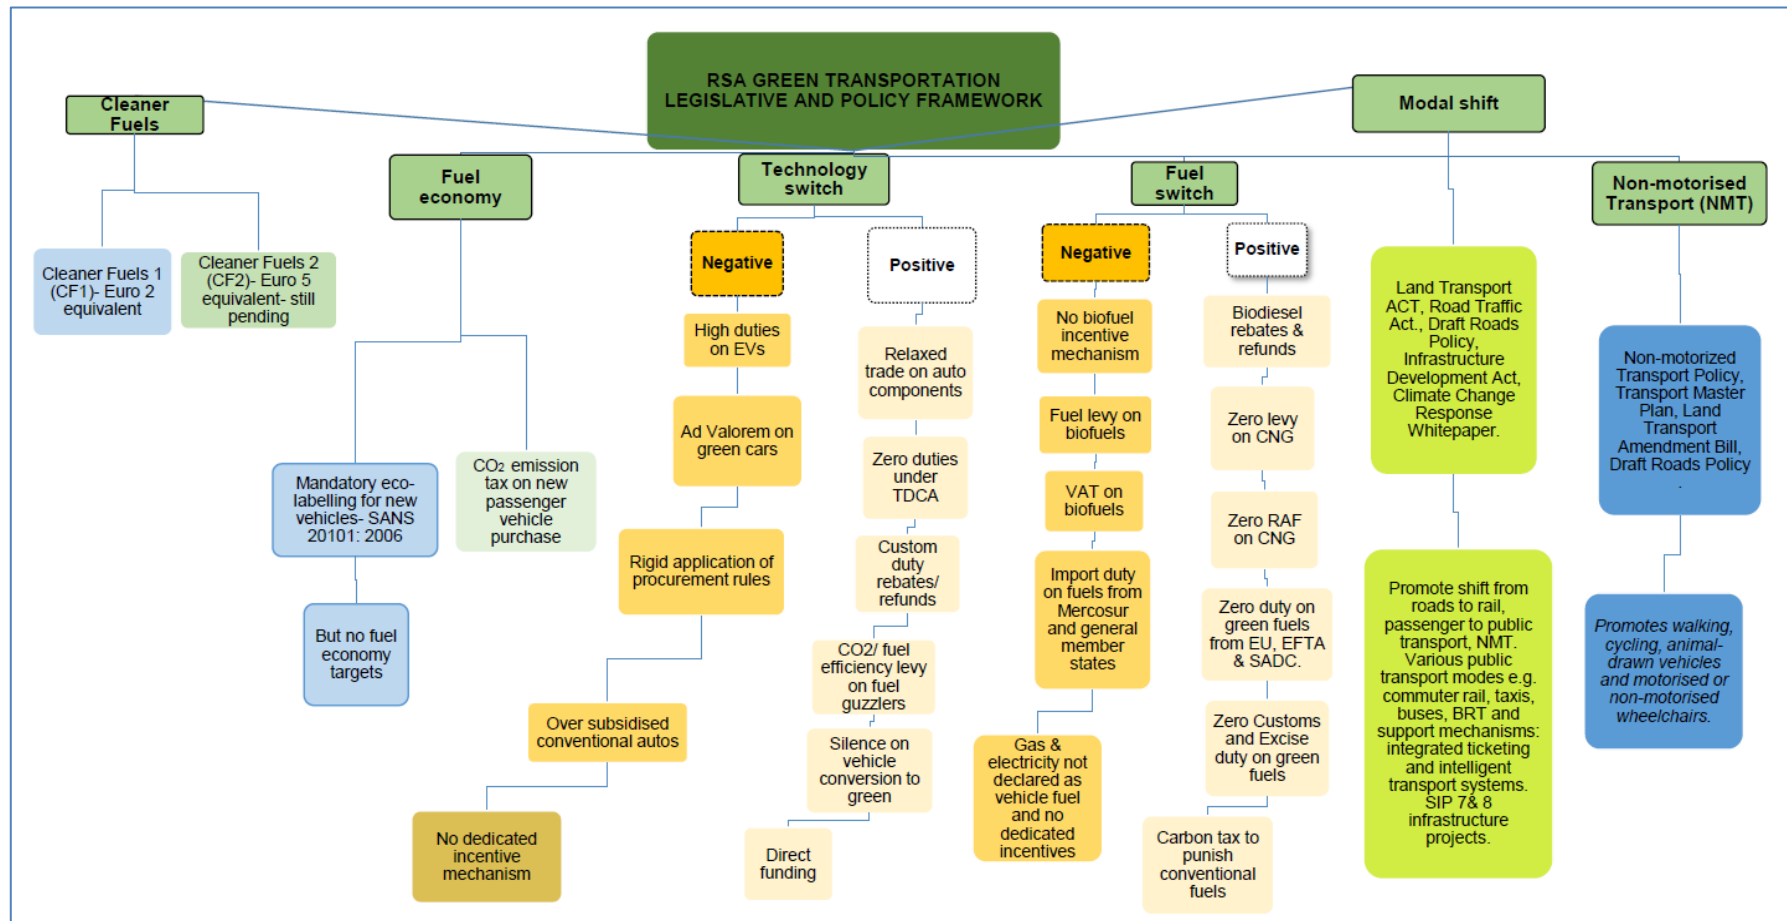 RSA GREEN TRANSPORTATION
LEGISLATIVE AND POLICY FRAMEWORK
Cleaner
Fuels
Cleaner Fuels 1
(CF1)- Euro 2
equivalent
Cleaner Fuels 2
(CF2)- Euro 5
equivalent- still
pending
Fuel
economy
Mandatory eco-
labelling for new
vehicles- SANS
20101: 2006
But no fuel
economy
targets
CO2 emission
tax on new
passenger
vehicle
purchase
Technology
switch
Negative
High duties
on EVs
Ad Valorem on
green cars
Rigid application of
procurement rules
Over subsidised
conventional autos
No dedicated
incentive
mechanism
Positive
Relaxed
trade on auto
components
Zero duties
under
TDCA
Custom
duty
rebates/
refunds
CO2/ fuel
efficiency levy
on fuel
guzzlers
Silence on
vehicle
conversion to
green
Direct
funding
Fuel
switch
Negative
No biofuel
incentive
mechanism
Fuel levy on
biofuels
VAT on
biofuels
Import duty
on fuels from
Mercosur
and general
member
states
Gas &
electricity not
declared as
vehicle fuel
and no
dedicated
incentives
Positive
Biodiesel
rebates &
refunds
Zero levy
on CNG
Zero RAF
on CNG
Zero duty on
green fuels
from EU, EFTA
& SADC.
Zero Customs
and Excise
duty on green
fuels
Carbon tax to
punish
conventional
fuels
Modal shift
Land Transport
ACT, Road Traffic
Act., Draft Roads
Policy,
Infrastructure
Development Act,
Climate Change
Response
Whitepaper.
Promote shift from
roads to rail,
passenger to public
transport, NMT.
Various public
transport modes e.g.
commuter rail, taxis,
buses, BRT and
support mechanisms:
integrated ticketing
and intelligent
transport systems.
SIP 7& 8
infrastructure
projects.
Non-motorised
Transport (NMT)
Non-motorized
Transport Policy,
Transport Master
Plan, Land
Transport
Amendment Bill,
Draft Roads Policy
.
Promotes walking,
cycling, animal-
drawn vehicles
and motorised or
non-motorised
wheelchairs.